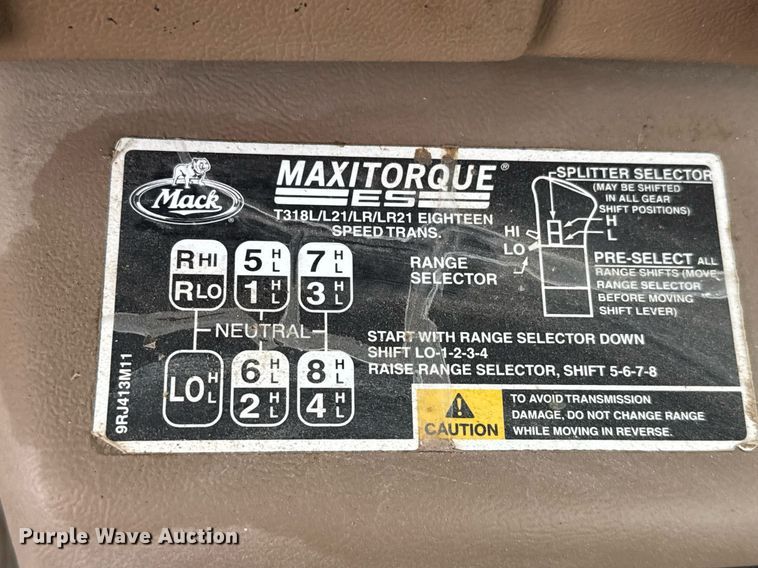 Mack
MAXITORQUE®
ES
T318L/L21/LR/LR21 EIGHTEEN
SPEED TRANS.
R HI
R LO
5 H L
1 H L
7 H L
3 H L
NEUTRAL
LO H L
6 H L
2 H L
8 H L
4 H L
9RJ413M11
SPLITTER SELECTOR
(MAY BE SHIFTED
IN ALL GEAR
SHIFT POSITIONS)
H
L
HI
LO
RANGE
SELECTOR
PRE-SELECT ALL
RANGE SHIFTS (MOVE
RANGE SELECTOR
BEFORE MOVING
SHIFT LEVER)
START WITH RANGE SELECTOR DOWN
SHIFT LO-1-2-3-4
RAISE RANGE SELECTOR, SHIFT 5-6-7-8
CAUTION
TO AVOID TRANSMISSION
DAMAGE, DO NOT CHANGE RANGE
WHILE MOVING IN REVERSE.
Purple Wave Auction